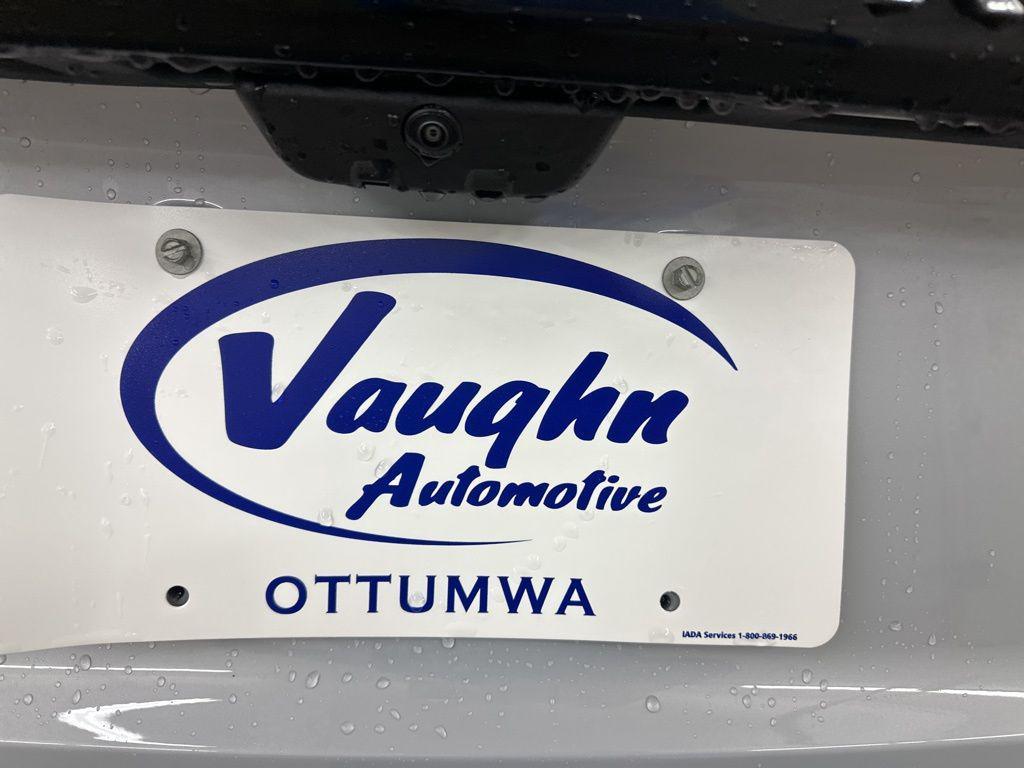 Vaughn
Automotive
OTTUMWA
IADA Services 1-800-869-1966